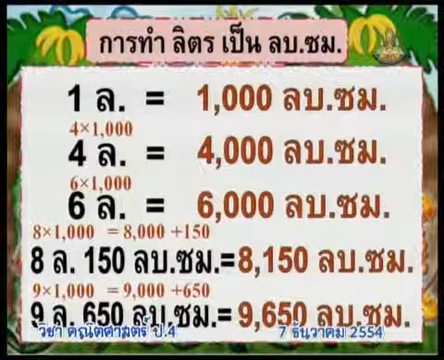 การทำ ลิตร เป็น ลบ.ซม.
1 ล. = 1,000 ลบ.ซม.
4×1,000
4 ล. = 4,000 ลบ.ซม.
6×1,000
6 ล. = 6,000 ลบ.ซม.
8×1,000 = 8,000 +150
8 ล. 150 ลบ.ซม.= 8,150 ลบ.ซม.
9×1,000 = 9,000 +650
9 ล. 650 ลบ.ซม.= 9,650 ลบ.ซม.
วิชา คณิตศาสตร์ ป.4 7 ธันวาคม 2554